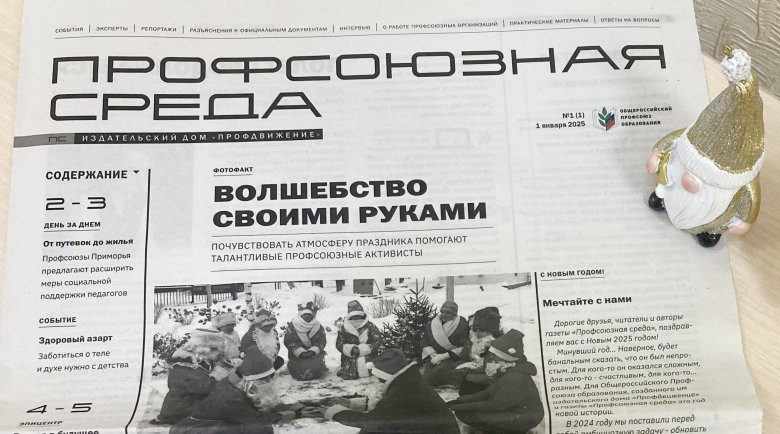 СОБЫТИЯ | ЭКСПЕРТЫ | РЕПОРТАЖИ | РАЗЪЯСНЕНИЯ К ОФИЦИАЛЬНЫМ ДОКУМЕНТАМ | ИНТЕРВЬЮ | О РАБОТЕ ПРОФСОЮЗНЫХ ОРГАНИЗАЦИЙ | ПРАКТИЧЕСКИЕ МАТЕРИАЛЫ | ОТВЕТЫ НА ВОПРОСЫ
ПРОФСОЮЗНАЯ
СРЕДА
ПС ИЗДАТЕЛЬСКИЙ ДОМ «ПРОФДВИЖЕНИЕ»
№1 (1)
1 января 2025
ОБЩЕРОССИЙСКИЙ
ПРОФСОЮЗ
ОБРАЗОВАНИЯ
СОДЕРЖАНИЕ
2-3
ДЕНЬ ЗА ДНЕМ
От путевок до жилья
Профсоюзы Приморья
предлагают расширить
меры социальной
поддержки педагогов
СОБЫТИЕ
Здоровый азарт
Заботиться о теле
и духе нужно с детства
4-5
ЭПИЦЕНТР
будущее
ФОТОФАКТ
ВОЛШЕБСТВО
СВОИМИ РУКАМИ
ПОЧУВСТВОВАТЬ АТМОСФЕРУ ПРАЗДНИКА ПОМОГАЮТ
ТАЛАНТЛИВЫЕ ПРОФСОЮЗНЫЕ АКТИВИСТЫ
С НОВЫМ ГОДОМ!
Мечтайте с нами
Дорогие друзья, читатели и авторы
газеты «Профсоюзная среда», поздрав-
ляем вас с Новым 2025 годом!
Минувший год... Наверное, будет
банальным сказать, что он был непро-
стым. Для кого-то он оказался сложным,
для кого-то - счастливым, для кого-то...
разным. Для Общероссийского Проф-
союза образования, созданного им
издательского дома «Профдвижение»
и газеты «Профсоюзная среда» это год
новой истории.
В 2024 году мы поставили перед
собой амбициозную задачу - обновить